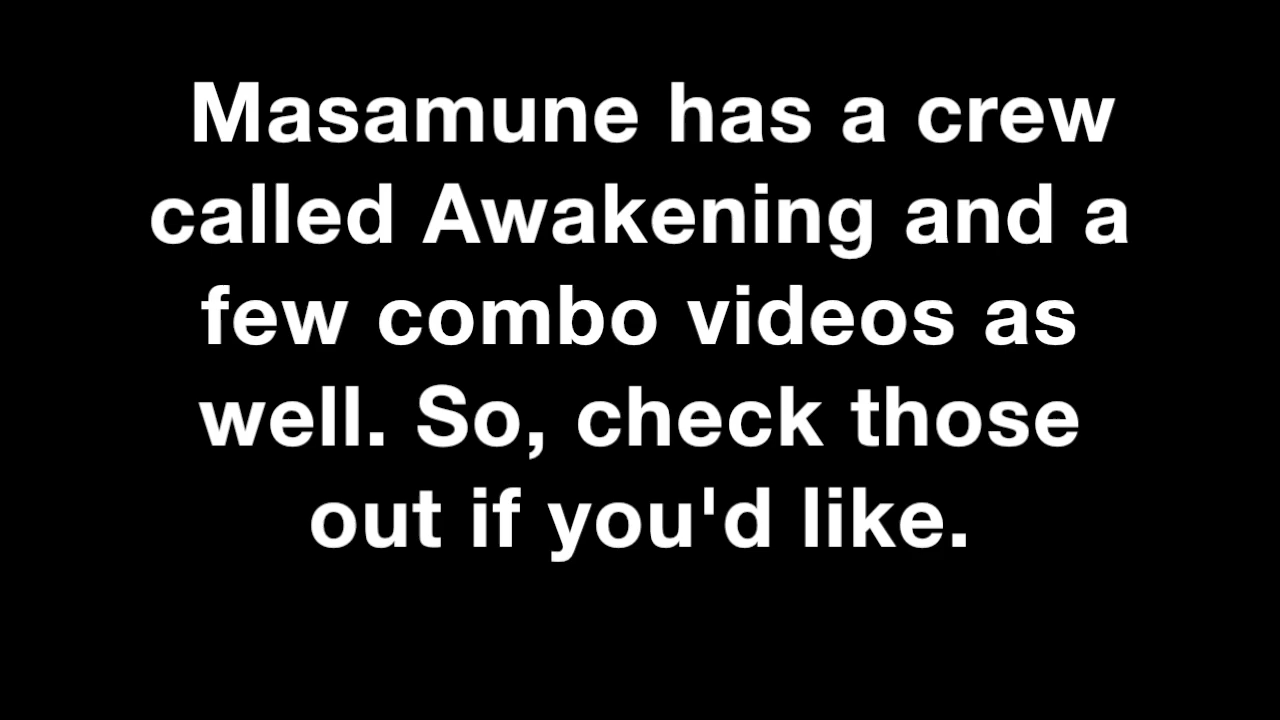 Masamune has a crew
called Awakening and a
few combo videos as
well. So, check those
out if you'd like.